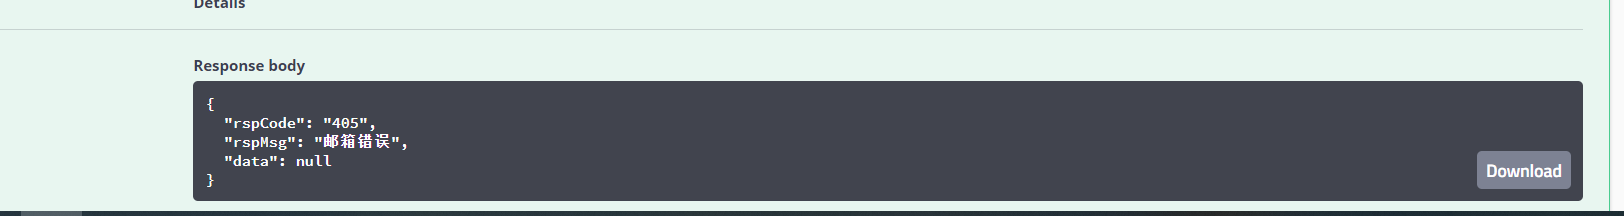 Details
Response body
{
"rspCode": "405",
"rspMsg": "邮箱错误",
"data": null
}
Download